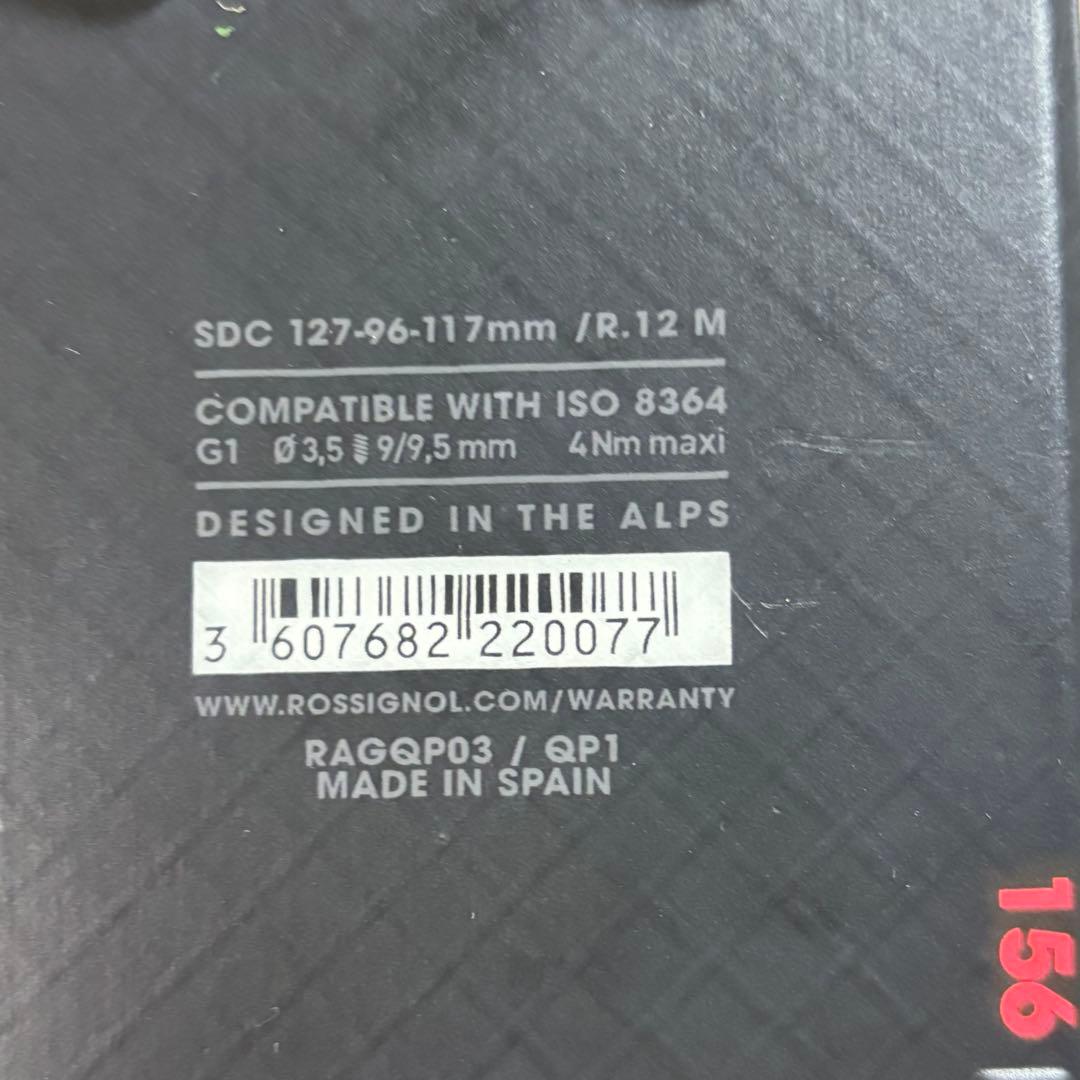 SDC 127-96-117mm /R.12 M
COMPATIBLE WITH ISO 8364
G1 Ø3,5 9/9,5 mm 4Nm maxi
DESIGNED IN THE ALPS
3 607682 220077
WWW.ROSSIGNOL.COM/WARRANTY
RAGQP03 / QP1
MADE IN SPAIN
156